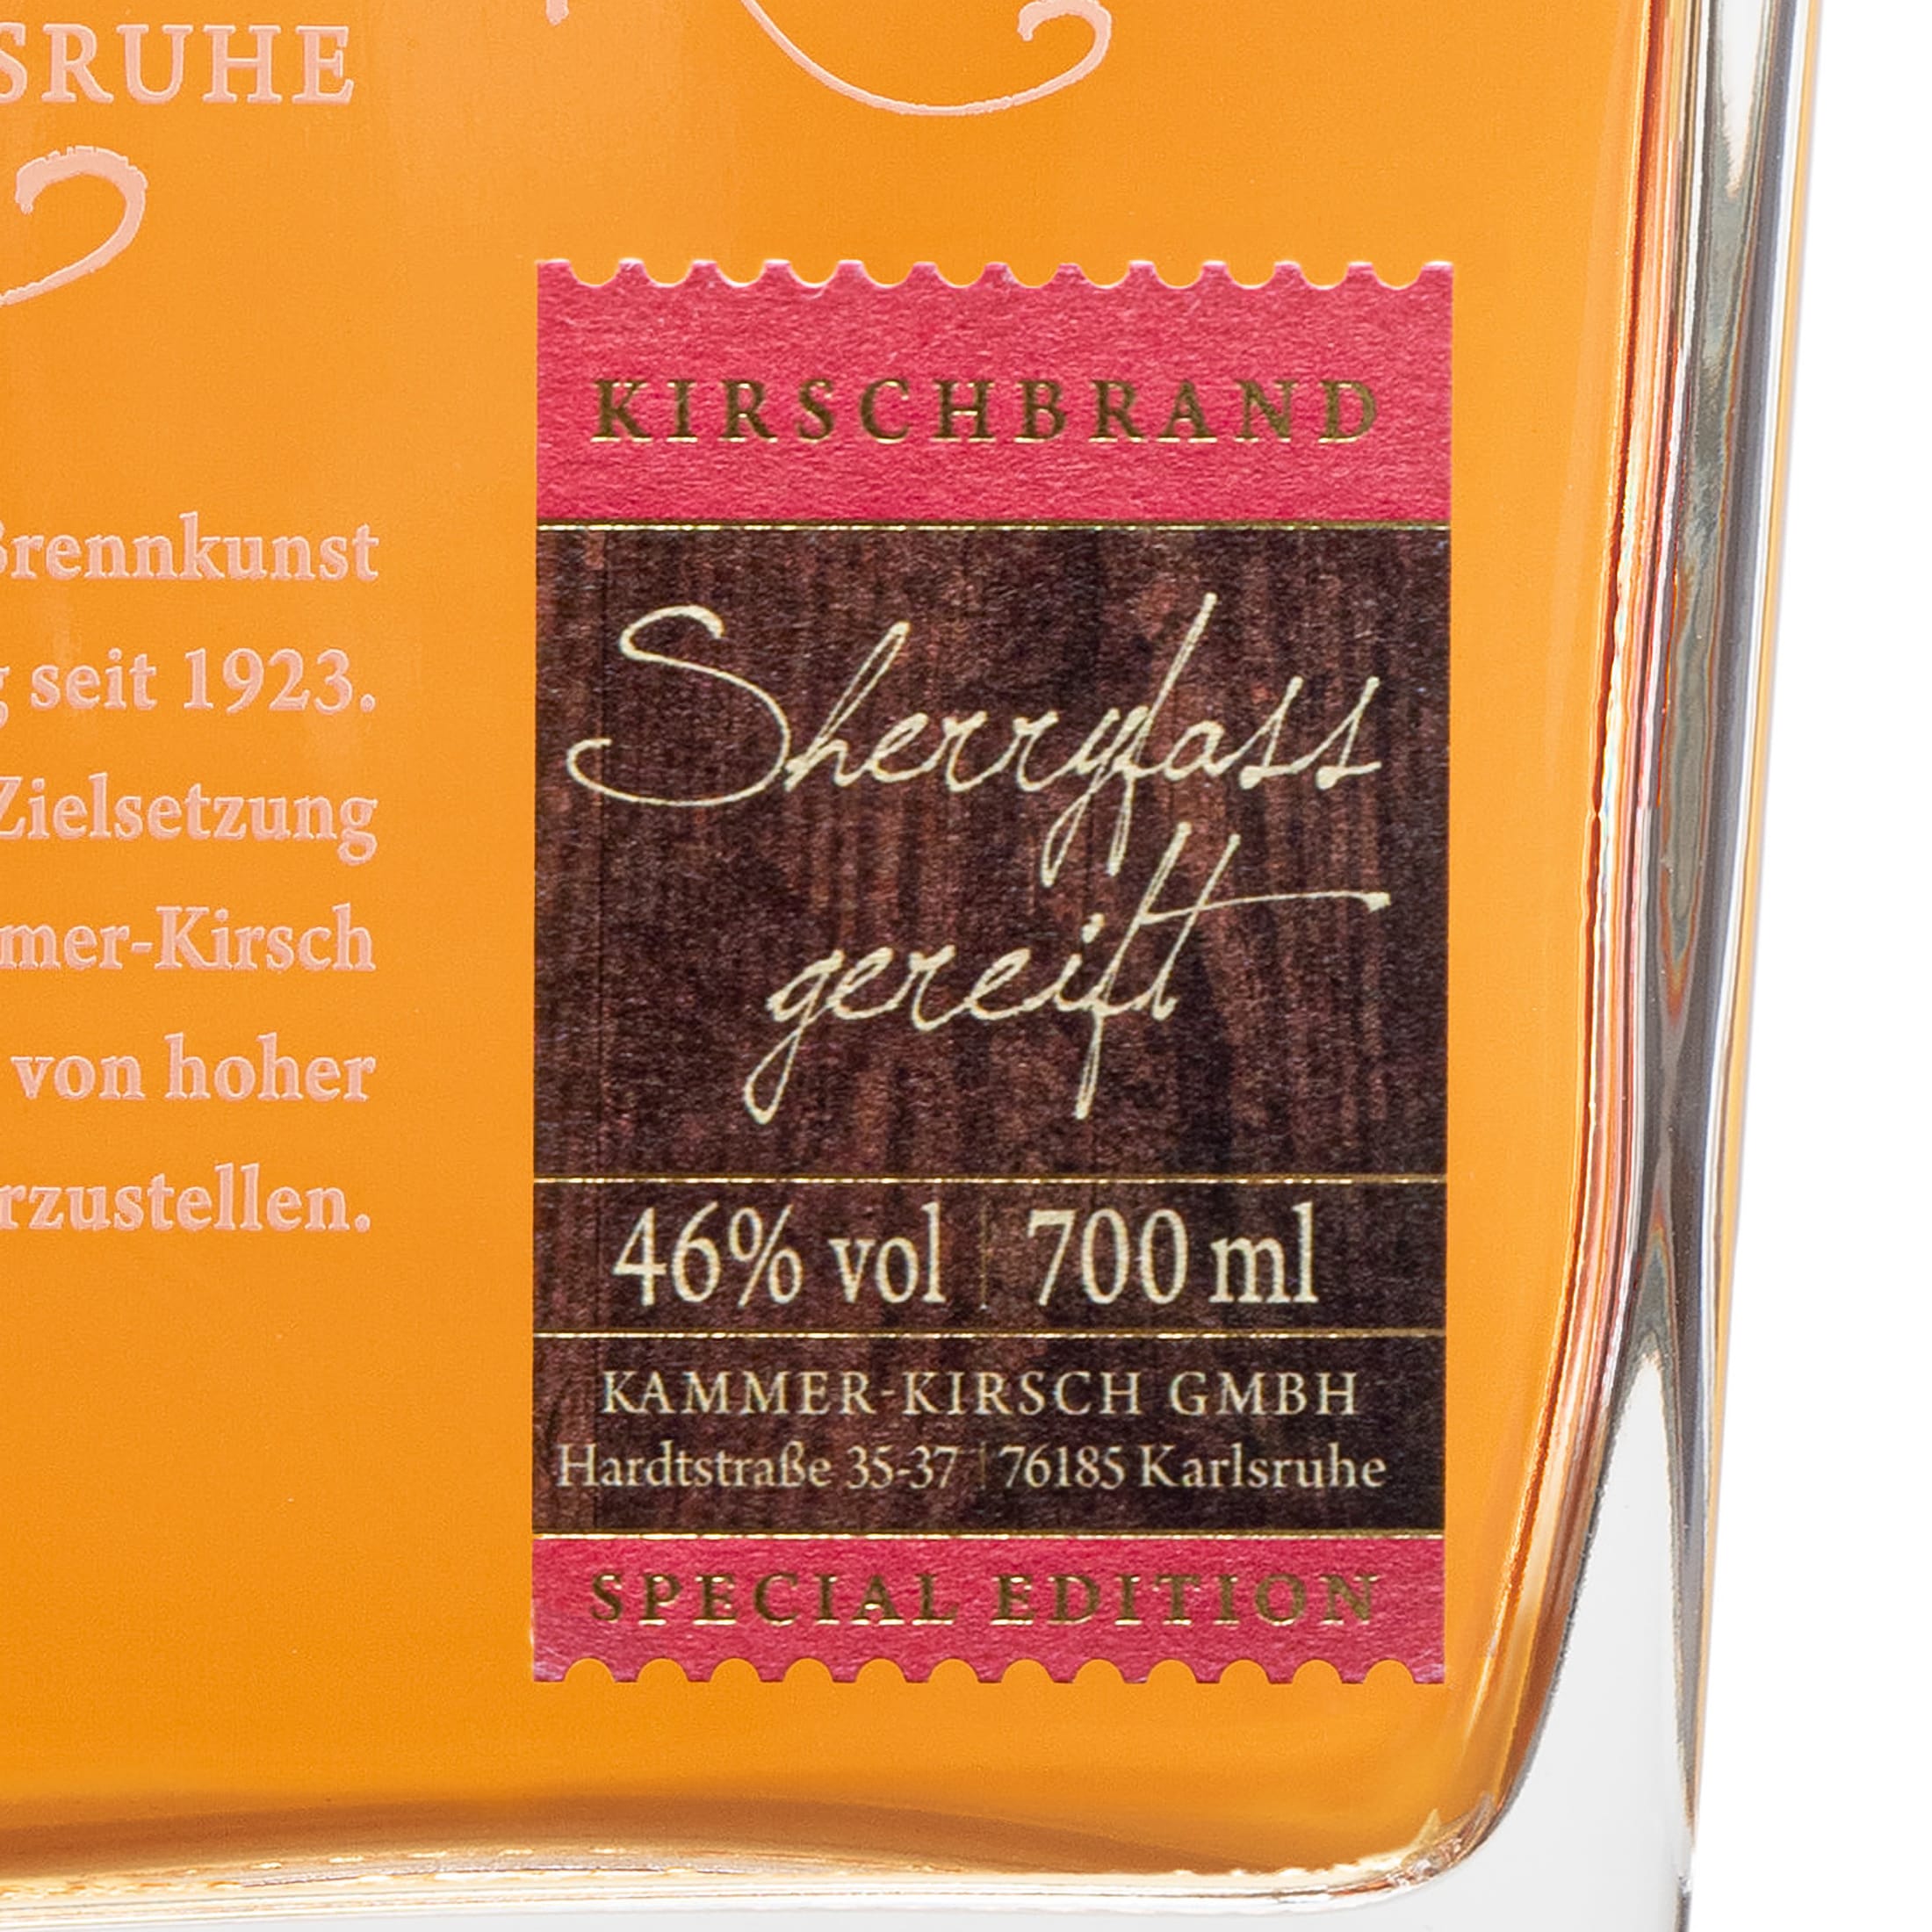 SRUHE
Brennkunst
g seit 1923.
Zielsetzung
mer-Kirsch
von hoher
rzustellen.
KIRSCHBRAND
Sherryfass
gereift
46% vol | 700 ml
KAMMER-KIRSCH GMBH
Hardtstraße 35-37 | 76185 Karlsruhe
SPECIAL EDITION